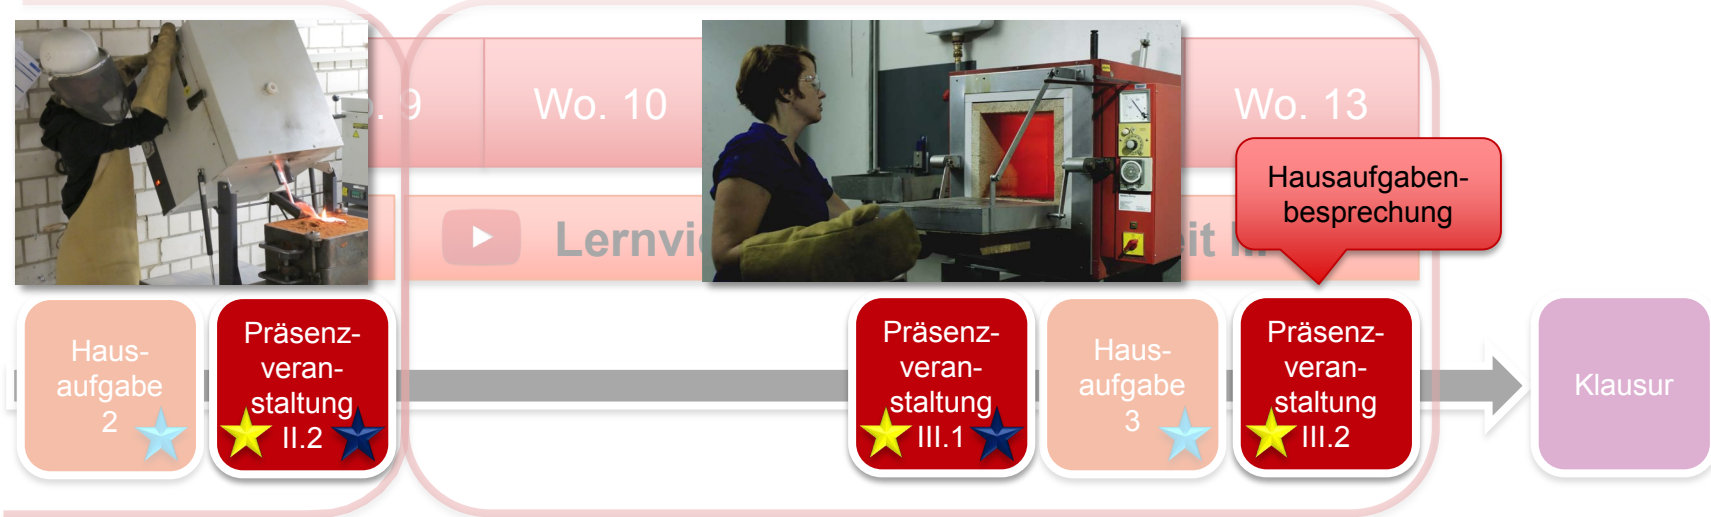 9
Wo. 10
Wo. 13
Hausaufgaben-
besprechung
Haus-
aufgabe
2
Präsenz-
veran-
staltung
II.2
Präsenz-
veran-
staltung
III.1
Haus-
aufgabe
3
Präsenz-
veran-
staltung
III.2
Klausur